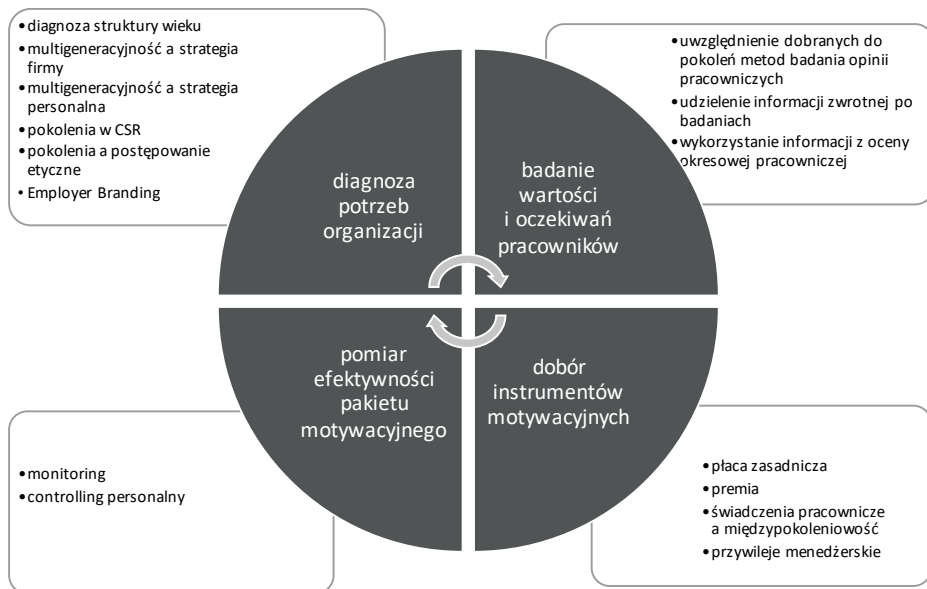 •diagnoza struktury wieku
•multigeneracyjność a strategia
firmy
•multigeneracyjność a strategia
personalna
•pokolenia w CSR
•pokolenia a postępowanie
etyczne
• Employer Branding
diagnoza
potrzeb
organizacji
•uwzględnienie dobranych do
pokoleń metod badania opinii
pracowniczych
•udzielenie informacji zwrotnej po
badaniach
•wykorzystanie informacji z oceny
okresowej pracowniczej
badanie
wartości
i oczekiwań
pracowników
pomiar
efektywności
pakietu
motywacyjnego
•monitoring
•controlling personalny
dobór
instrumentów
motywacyjnych
•płaca zasadnicza
•premia
•świadczenia pracownicze
a międzypokoleniowość
•przywileje menedżerskie